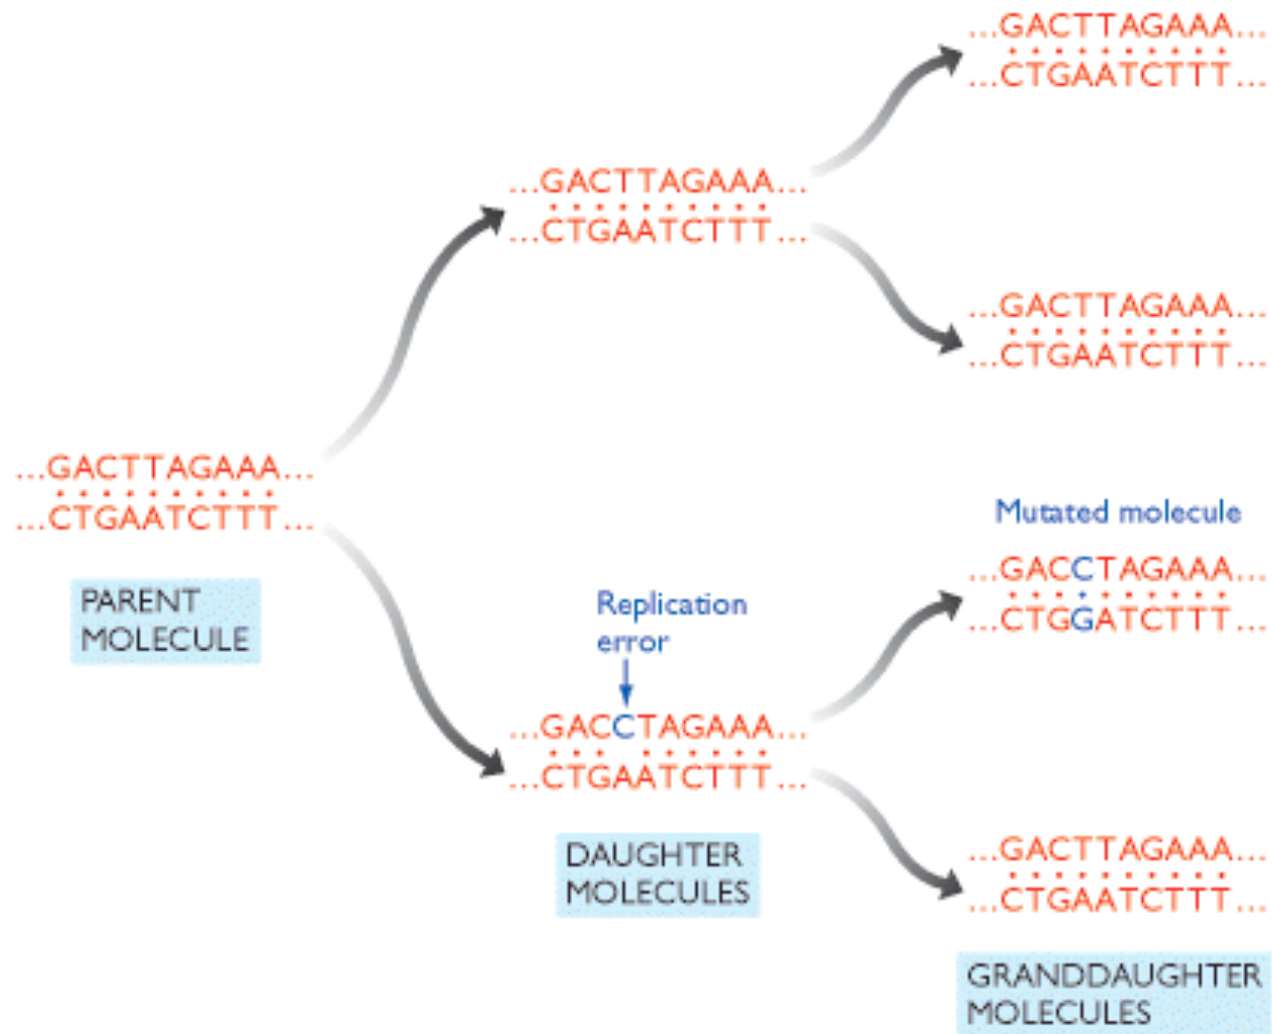 ...GACTTAGAAA...
...CTGAATCTTT...
PARENT
MOLECULE
...GACTTAGAAA...
...CTGAATCTTT...
Replication
error
...GACCTAGAAA...
...CTGAATCTTT...
DAUGHTER
MOLECULES
...GACTTAGAAA...
...CTGAATCTTT...
...GACTTAGAAA...
...CTGAATCTTT...
Mutated molecule
...GACCTAGAAA...
...CTGGATCTTT...
...GACTTAGAAA...
...CTGAATCTTT...
GRANDDAUGHTER
MOLECULES